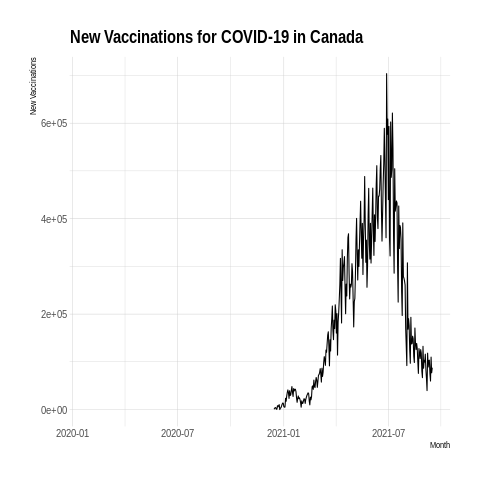 New Vaccinations for COVID-19 in Canada
New Vaccinations
6e+05
4e+05
2e+05
0e+00
2020-01
2020-07
2021-01
2021-07
Month